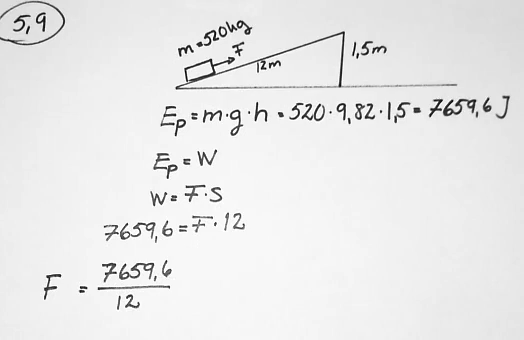 5,9
m=520kg
F
12m
1,5m
Ep=m·g·h=520·9,82·1,5=7659,6 J
Ep=W
W=F·S
7659,6=F·12
F = 7659,6
12